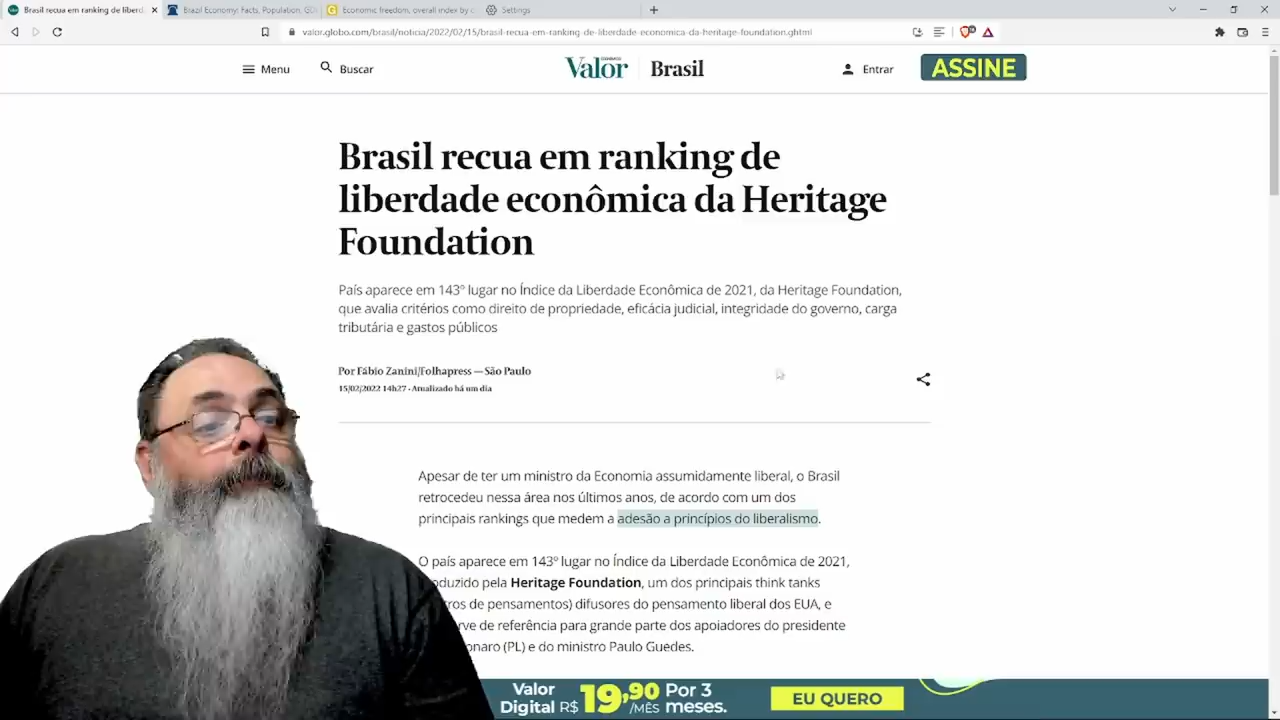 Brasil recua em ranking de liberd
Brazil Economy: Facts, Population, GD
Economic freedom, overall index by c
Settings
valor.globo.com/brasil/noticia/2022/02/15/brasil-recua-em-ranking-de-liberdade-economica-da-heritage-foundation.ghtml
Menu
Buscar
Valor
Brasil
Entrar
ASSINE
Brasil recua em ranking de
liberdade econômica da Heritage
Foundation
País aparece em 143º lugar no Índice da Liberdade Econômica de 2021, da Heritage Foundation,
que avalia critérios como direito de propriedade, eficácia judicial, integridade do governo, carga
tributária e gastos públicos
Por Fábio Zanini/Folhapress — São Paulo
15/02/2022 14h27 · Atualizado há um dia
Apesar de ter um ministro da Economia assumidamente liberal, o Brasil
retrocedeu nessa área nos últimos anos, de acordo com um dos
principais rankings que medem a adesão a princípios do liberalismo.
O país aparece em 143º lugar no Índice da Liberdade Econômica de 2021,
oduzido pela Heritage Foundation, um dos principais think tanks
ros de pensamentos) difusores do pensamento liberal dos EUA, e
rve de referência para grande parte dos apoiadores do presidente
onaro (PL) e do ministro Paulo Guedes.
Valor
Digital R$ 19,90 /MÊS Por 3 meses.
EU QUERO